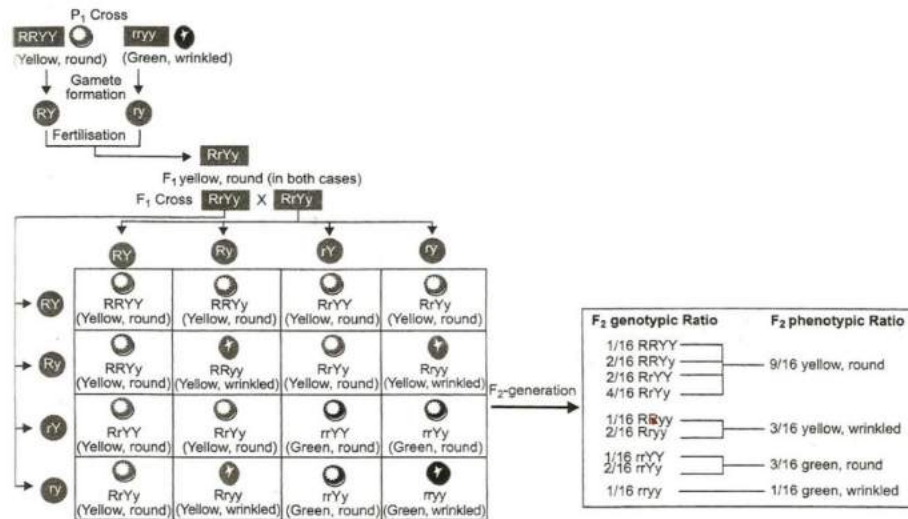 P₁ Cross
RRYY rryy
(Yellow, round) (Green, wrinkled)
Gamete
formation
RY ry
Fertilisation
RrYy
F₁ yellow, round (in both cases)
F₁ Cross RrYy X RrYy
RY Ry rY ry
RY
RRYY RRYy RrYY RrYy
(Yellow, round) (Yellow, round) (Yellow, round) (Yellow, round)
Ry
RRYy RRyy RrYy Rryy
(Yellow, round) (Yellow, wrinkled) (Yellow, round) (Yellow, wrinkled)
rY
RrYY RrYy rrYY rrYy
(Yellow, round) (Yellow, round) (Green, round) (Green, round)
ry
RrYy Rryy rrYy rryy
(Yellow, round) (Yellow, wrinkled) (Green, round) (Green, wrinkled)
F₂-generation
F₂ genotypic Ratio F₂ phenotypic Ratio
1/16 RRYY
2/16 RRYy
2/16 RrYY
4/16 RrYy
9/16 yellow, round
1/16 RRyy
2/16 Rryy
3/16 yellow, wrinkled
1/16 rrYY
2/16 rrYy
3/16 green, round
1/16 rryy 1/16 green, wrinkled